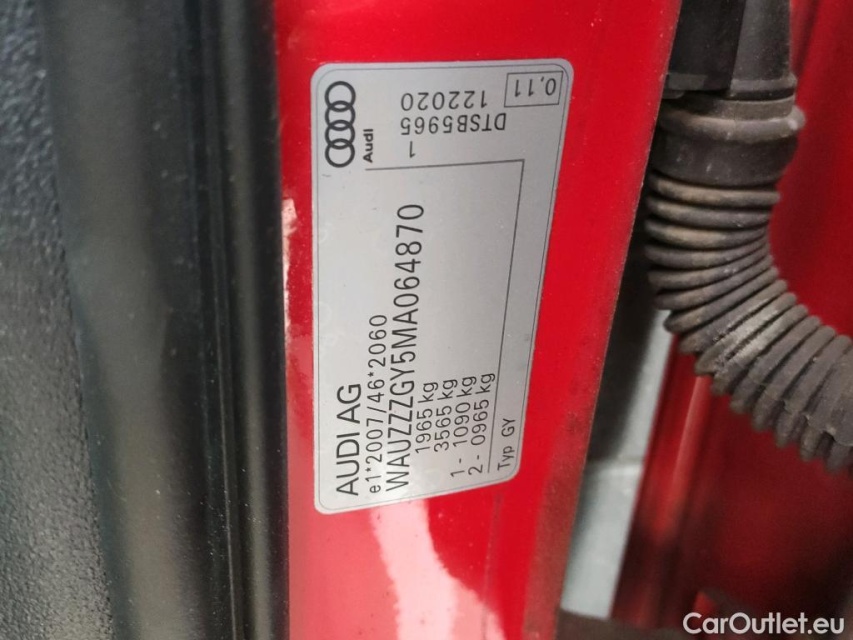 AUDI AG
e1*2007/46*2060
WAUZZZGY5MA064870
1965 kg
3565 kg
1- 1090 kg
2- 0965 kg
Typ GY
Audi
1
DTSB5965
122020
0,11
CarOutlet.eu